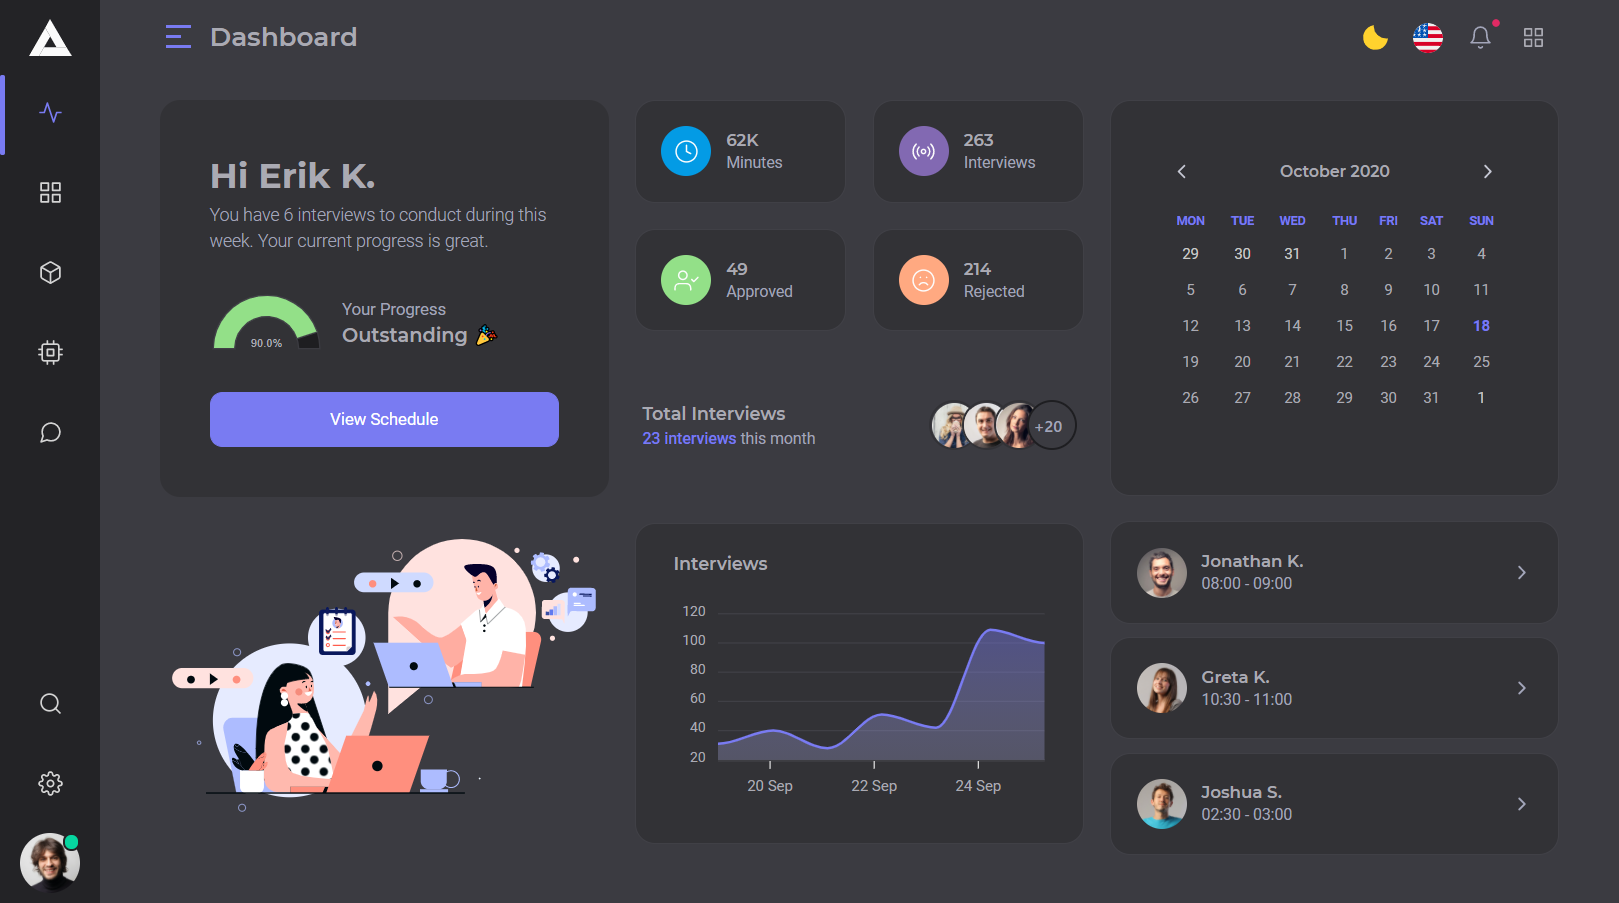 Dashboard
Hi Erik K.
You have 6 interviews to conduct during this
week. Your current progress is great.
90.0%
Your Progress
Outstanding 🎉
View Schedule
62K
Minutes
263
Interviews
49
Approved
214
Rejected
Total Interviews
23 interviews this month
+20
October 2020
MON TUE WED THU FRI SAT SUN
29 30 31 1 2 3 4
5 6 7 8 9 10 11
12 13 14 15 16 17 18
19 20 21 22 23 24 25
26 27 28 29 30 31 1
Interviews
120
100
80
60
40
20
20 Sep 22 Sep 24 Sep
Jonathan K.
08:00 - 09:00
Greta K.
10:30 - 11:00
Joshua S.
02:30 - 03:00